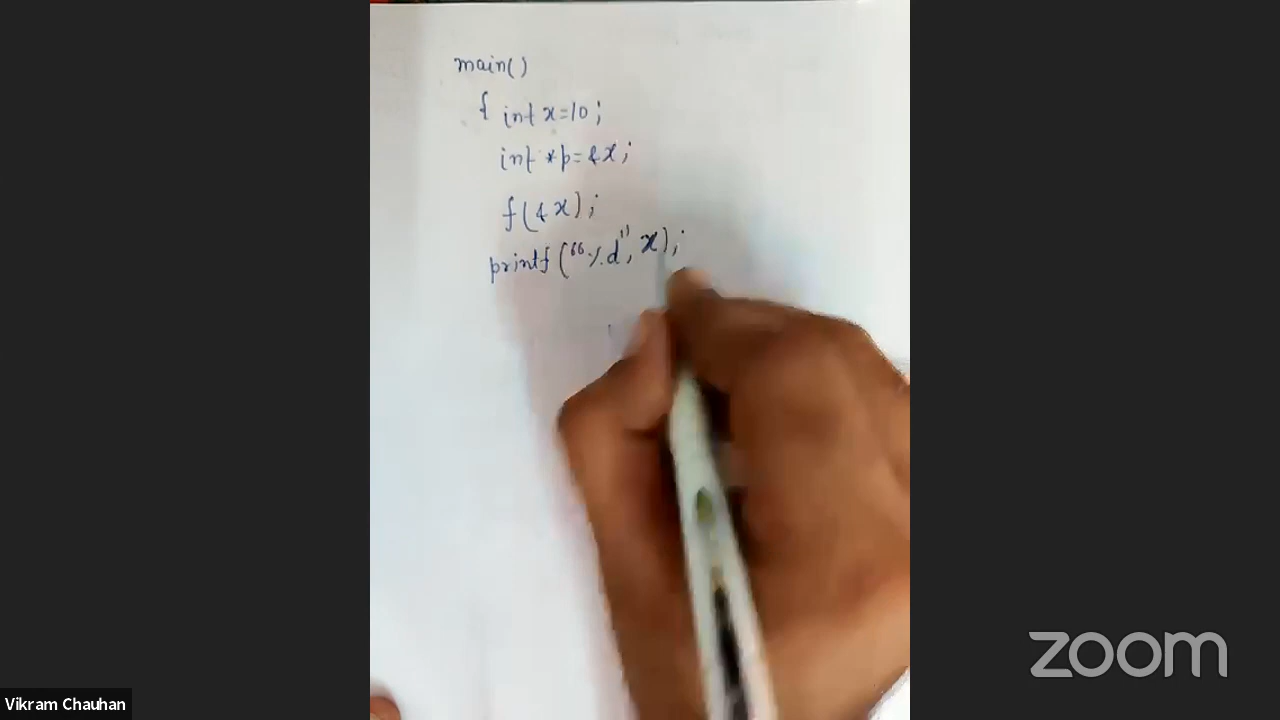 main()
{ int x=10;
int *p=&x;
f(&x);
printf("%d", x);
zoom
Vikram Chauhan